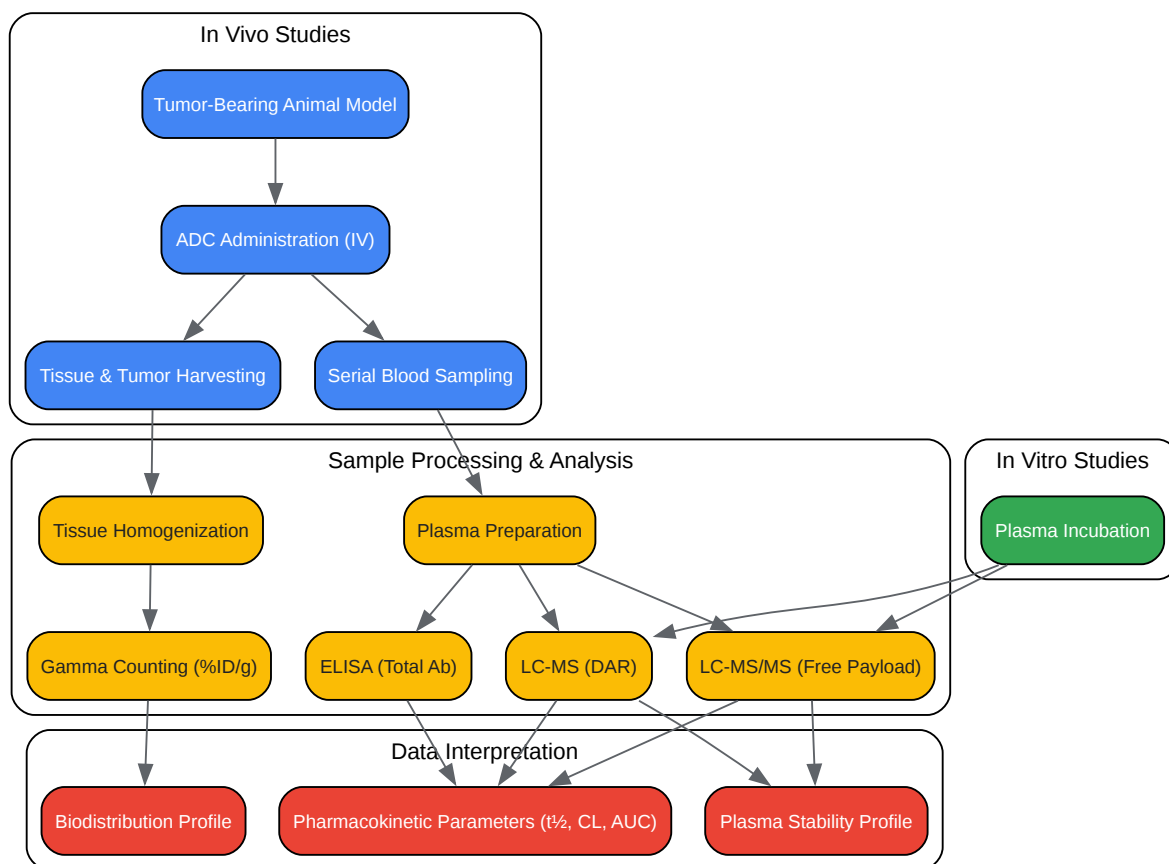 In Vivo Studies
Tumor-Bearing Animal Model
ADC Administration (IV)
Tissue & Tumor Harvesting
Serial Blood Sampling
Sample Processing & Analysis
In Vitro Studies
Tissue Homogenization
Plasma Preparation
Plasma Incubation
Gamma Counting (%ID/g)
ELISA (Total Ab)
LC-MS (DAR)
LC-MS/MS (Free Payload)
Data Interpretation
Biodistribution Profile
Pharmacokinetic Parameters (t½, CL, AUC)
Plasma Stability Profile